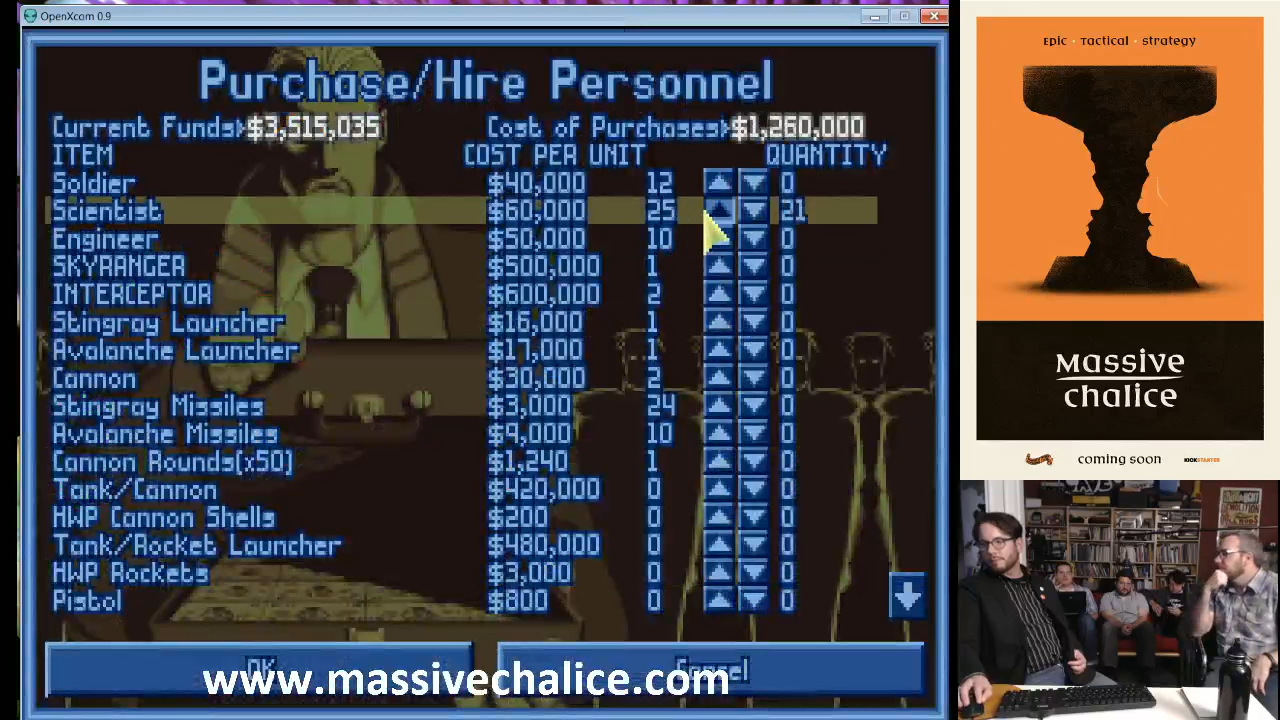 OpenXcom 0.9
Purchase/Hire Personnel
Current Funds>$3,515,035 Cost of Purchases>$1,260,000
ITEM COST PER UNIT QUANTITY
Soldier $40,000 12 0
Scientist $60,000 25 21
Engineer $50,000 10 0
SKYRANGER $500,000 1 0
INTERCEPTOR $600,000 2 0
Stingray Launcher $16,000 1 0
Avalanche Launcher $17,000 1 0
Cannon $30,000 2 0
Stingray Missiles $3,000 24 0
Avalanche Missiles $9,000 10 0
Cannon Rounds(x50) $1,240 1 0
Tank/Cannon $420,000 0 0
HWP Cannon Shells $200 0 0
Tank/Rocket Launcher $480,000 0 0
HWP Rockets $3,000 0 0
Pistol $800 0 0
OK Cancel
www.massivechalice.com
Epic · Tactical · Strategy
Massive
chalice
coming soon
KICKSTARTER